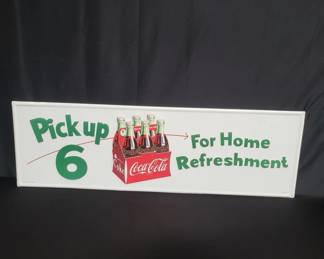 Pick up
6
Coca-Cola
For Home
Refreshment